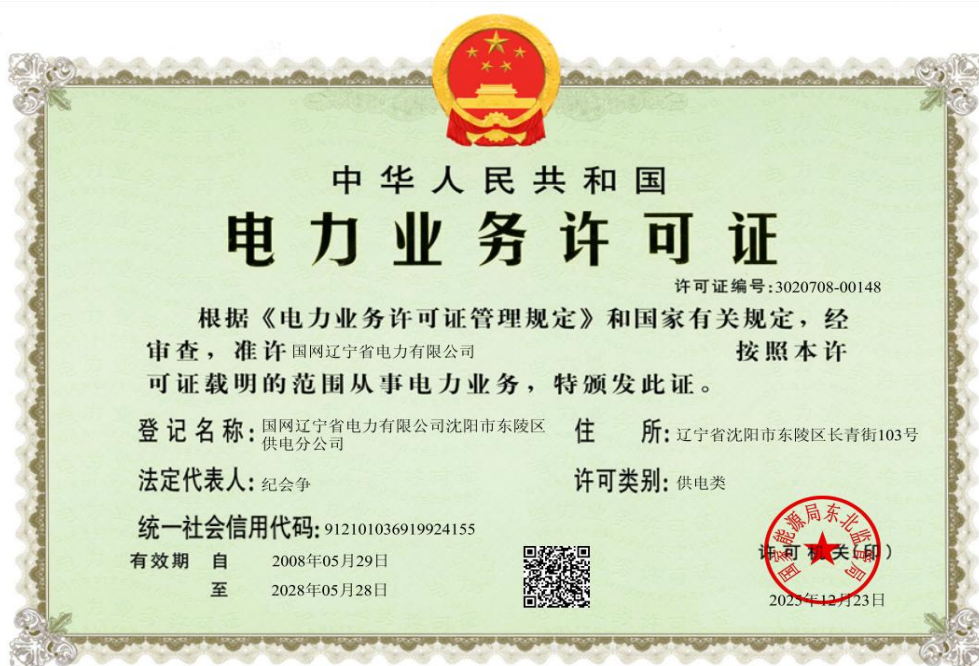 中华人民共和国
电力业务许可证
许可证编号:3020708-00148
根据《电力业务许可证管理规定》和国家有关规定，经
审查，准许 国网辽宁省电力有限公司 按照本许
可证载明的范围从事电力业务，特颁发此证。
登记名称: 国网辽宁省电力有限公司沈阳市东陵区
供电分公司
住 所: 辽宁省沈阳市东陵区长青街103号
法定代表人: 纪会争
许可类别: 供电类
统一社会信用代码: 912101036919924155
有效期 自 2008年05月29日
至 2028年05月28日
国家能源局东北监管局
许可机关(印)
2025年12月23日